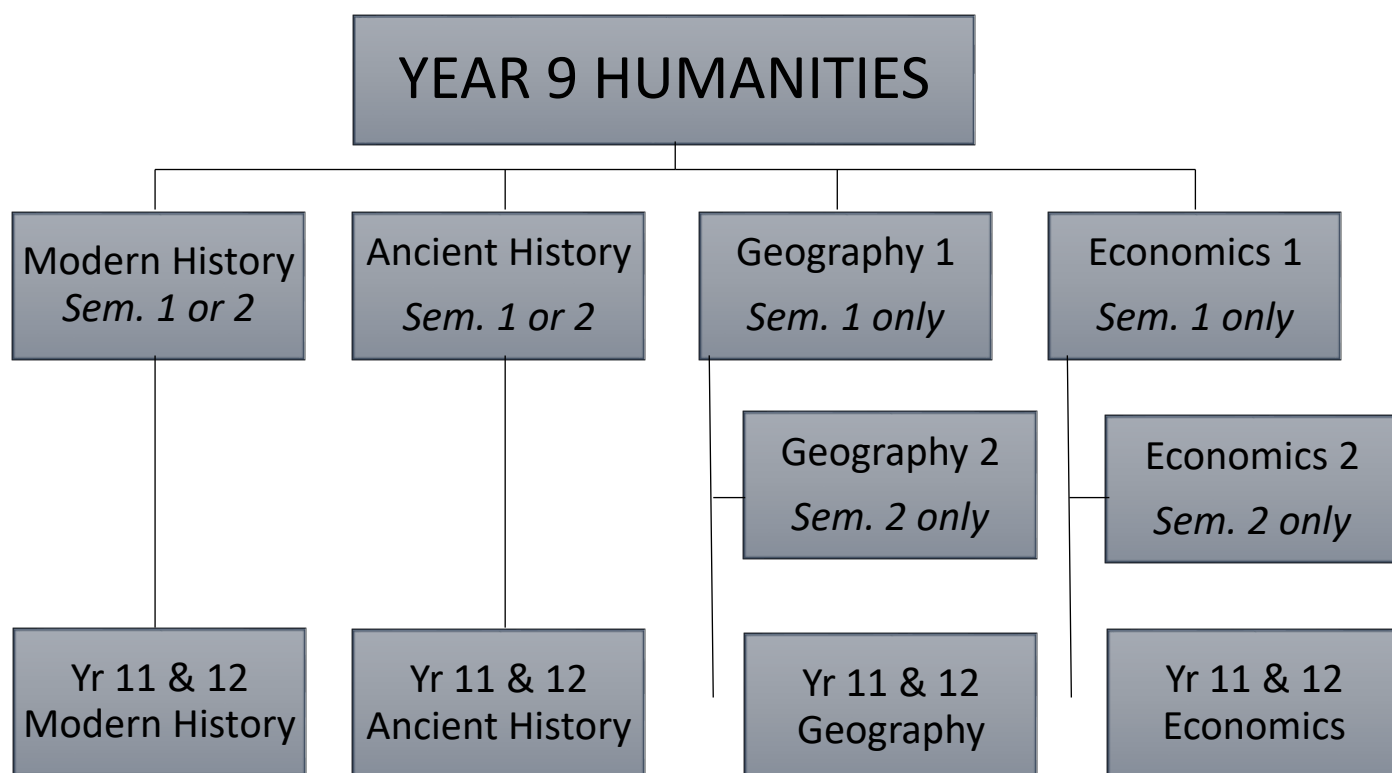 YEAR 9 HUMANITIES
Modern History
Sem. 1 or 2
Ancient History
Sem. 1 or 2
Geography 1
Sem. 1 only
Economics 1
Sem. 1 only
Geography 2
Sem. 2 only
Economics 2
Sem. 2 only
Yr 11 & 12
Modern History
Yr 11 & 12
Ancient History
Yr 11 & 12
Geography
Yr 11 & 12
Economics